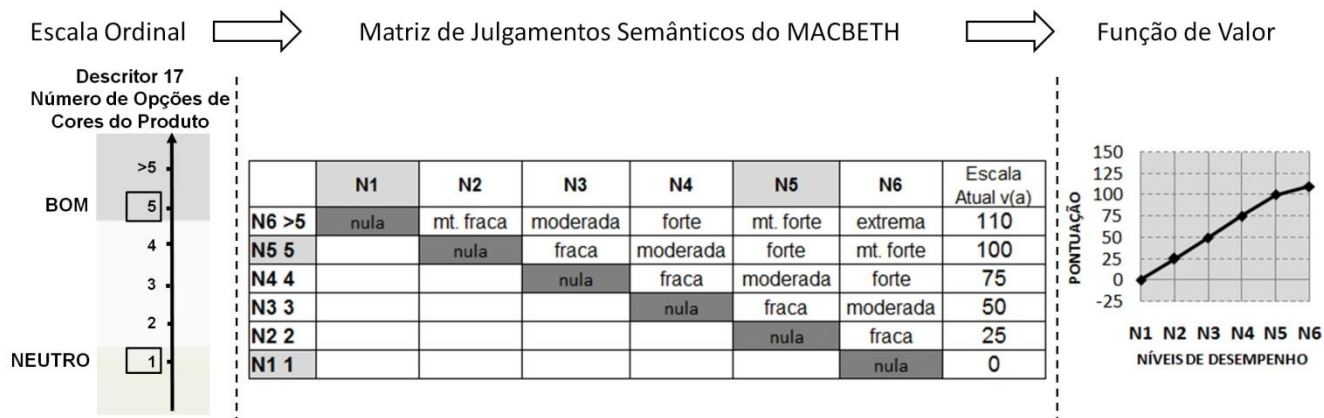 Escala Ordinal
Matriz de Julgamentos Semânticos do MACBETH
Função de Valor
Descritor 17
Número de Opções de
Cores do Produto
>5
BOM 5
4
3
2
NEUTRO 1
N1 N2 N3 N4 N5 N6 Escala Atual v(a)
N6 >5 nula mt. fraca moderada forte mt. forte extrema 110
N5 5 nula fraca moderada forte mt. forte 100
N4 4 nula fraca moderada forte 75
N3 3 nula fraca moderada 50
N2 2 nula fraca 25
N1 1 nula 0
PONTUAÇÃO
150
125
100
75
50
25
0
-25
N1 N2 N3 N4 N5 N6
NÍVEIS DE DESEMPENHO